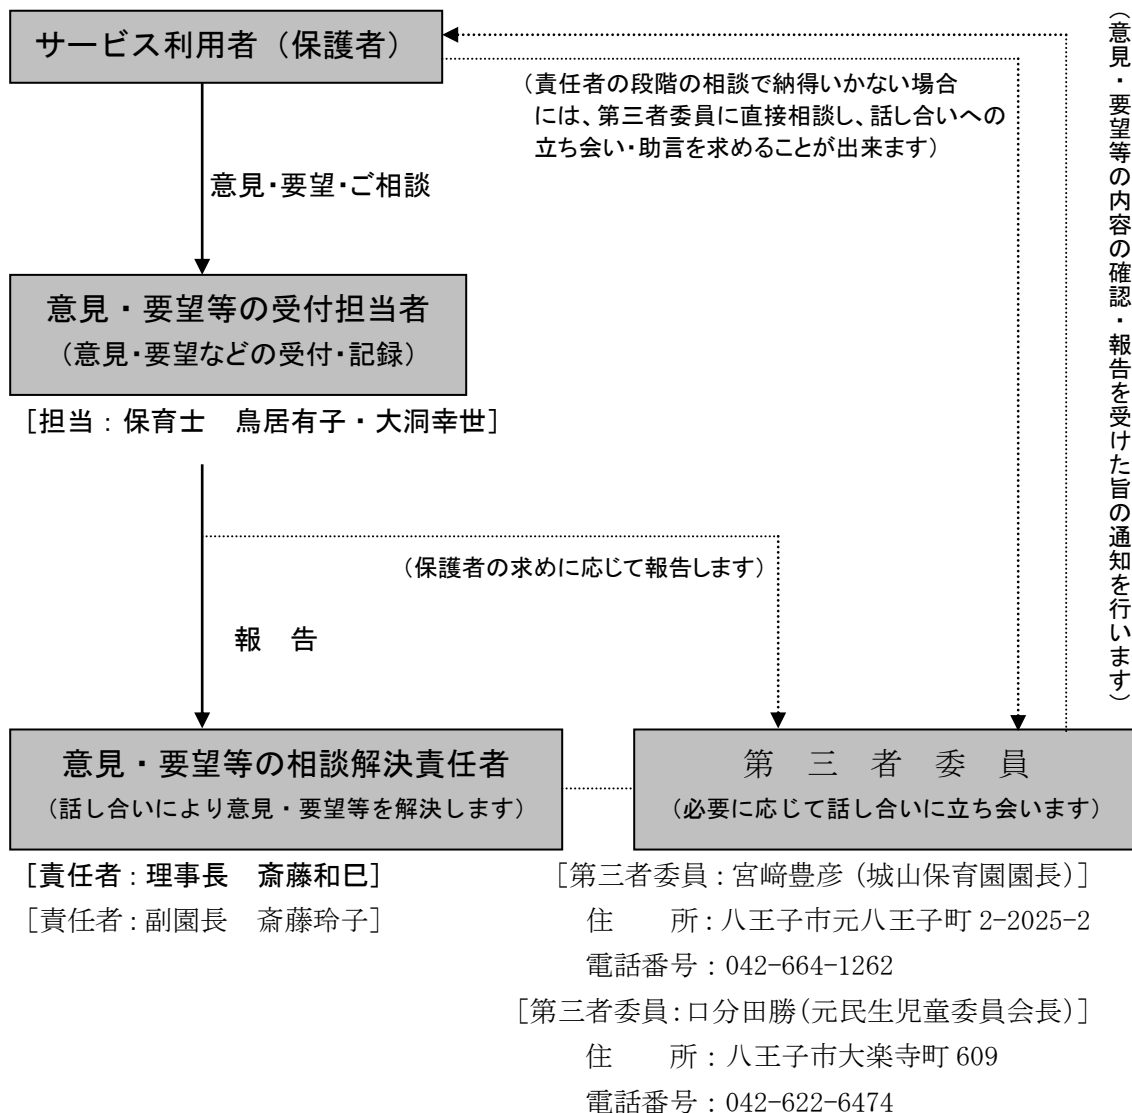 サービス利用者（保護者）
（責任者の段階の相談で納得いかない場合
には、第三者委員に直接相談し、話し合いへの
立ち会い・助言を求めることが出来ます）
（意見・要望等の内容の確認・報告を受けた旨の通知を行います）
意見・要望・ご相談
意見・要望等の受付担当者
（意見・要望などの受付・記録）
［担当：保育士　鳥居有子・大洞幸世］
（保護者の求めに応じて報告します）
報　告
意見・要望等の相談解決責任者
（話し合いにより意見・要望等を解決します）
第　三　者　委　員
（必要に応じて話し合いに立ち会います）
［責任者：理事長　斎藤和巳］
［責任者：副園長　斎藤玲子］
［第三者委員：宮﨑豊彦（城山保育園園長）］
住　　所：八王子市元八王子町 2-2025-2
電話番号：042-664-1262
［第三者委員：口分田勝（元民生児童委員会長）］
住　　所：八王子市大楽寺町 609
電話番号：042-622-6474